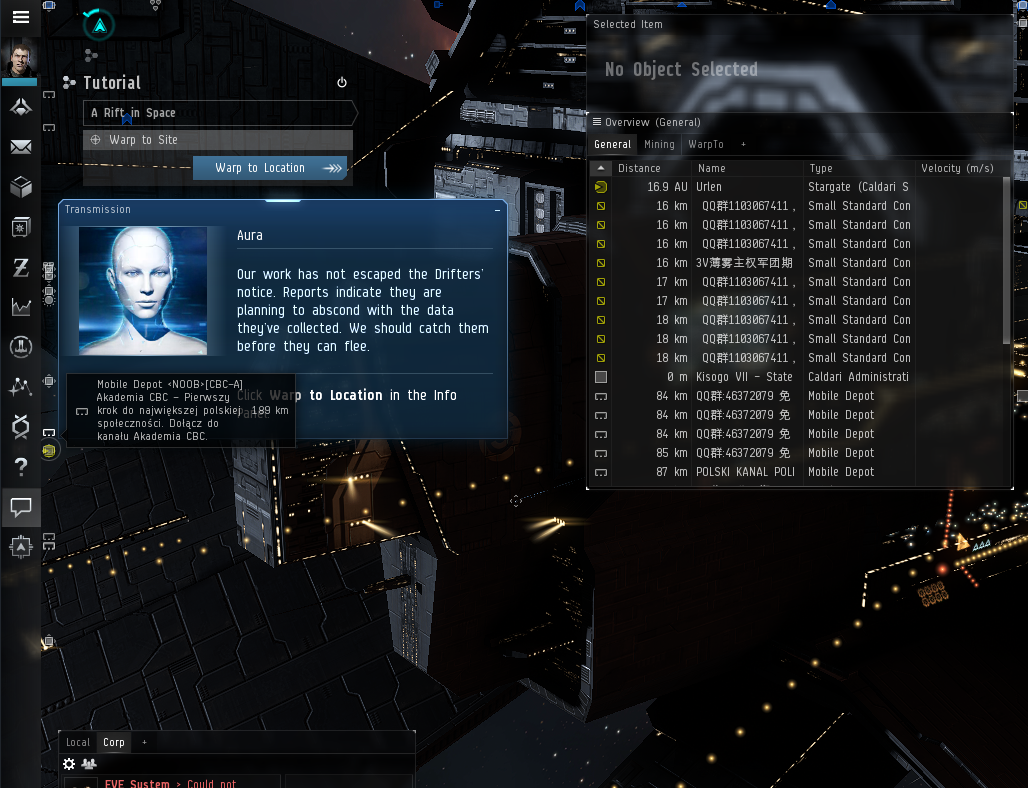 Selected Item
No Object Selected
Tutorial
A Rift in Space
Warp to Site
Warp to Location
Overview (General)
General Mining WarpTo +
Distance Name Type Velocity (m/s)
16.9 AU Urlen Stargate (Caldari S
16 km QQ群1103067411 , Small Standard Con
16 km QQ群1103067411 , Small Standard Con
16 km QQ群1103067411 , Small Standard Con
16 km 3V薄雾主权军团期 Small Standard Con
17 km QQ群1103067411 , Small Standard Con
17 km QQ群1103067411 , Small Standard Con
18 km QQ群1103067411 , Small Standard Con
18 km QQ群1103067411 , Small Standard Con
18 km QQ群1103067411 , Small Standard Con
0 m Kisogo VII - State Caldari Administrati
84 km QQ群:46372079 免 Mobile Depot
84 km QQ群:46372079 免 Mobile Depot
84 km QQ群:46372079 免 Mobile Depot
85 km QQ群:46372079 免 Mobile Depot
87 km POLSKI KANAL POLI Mobile Depot
Transmission
Aura
Our work has not escaped the Drifters'
notice. Reports indicate they are
planning to abscond with the data
they've collected. We should catch them
before they can flee.
Click Warp to Location in the Info
Panel
Mobile Depot <NOOB>[CBC-A]
Akademia CBC - Pierwszy
krok do największej polskiej 189 km
społeczności. Dołącz do
kanału Akademia CBC.
Local Corp +
EVE System > Could not